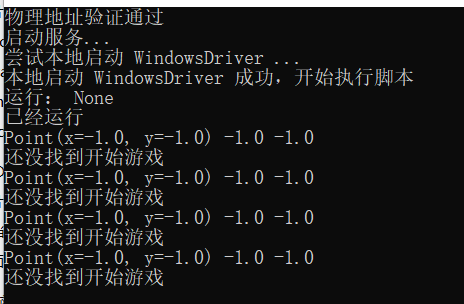 物理地址验证通过
启动服务...
尝试本地启动 WindowsDriver ...
本地启动 WindowsDriver 成功，开始执行脚本
运行： None
已经运行
Point(x=-1.0, y=-1.0) -1.0 -1.0
还没找到开始游戏
Point(x=-1.0, y=-1.0) -1.0 -1.0
还没找到开始游戏
Point(x=-1.0, y=-1.0) -1.0 -1.0
还没找到开始游戏
Point(x=-1.0, y=-1.0) -1.0 -1.0
还没找到开始游戏